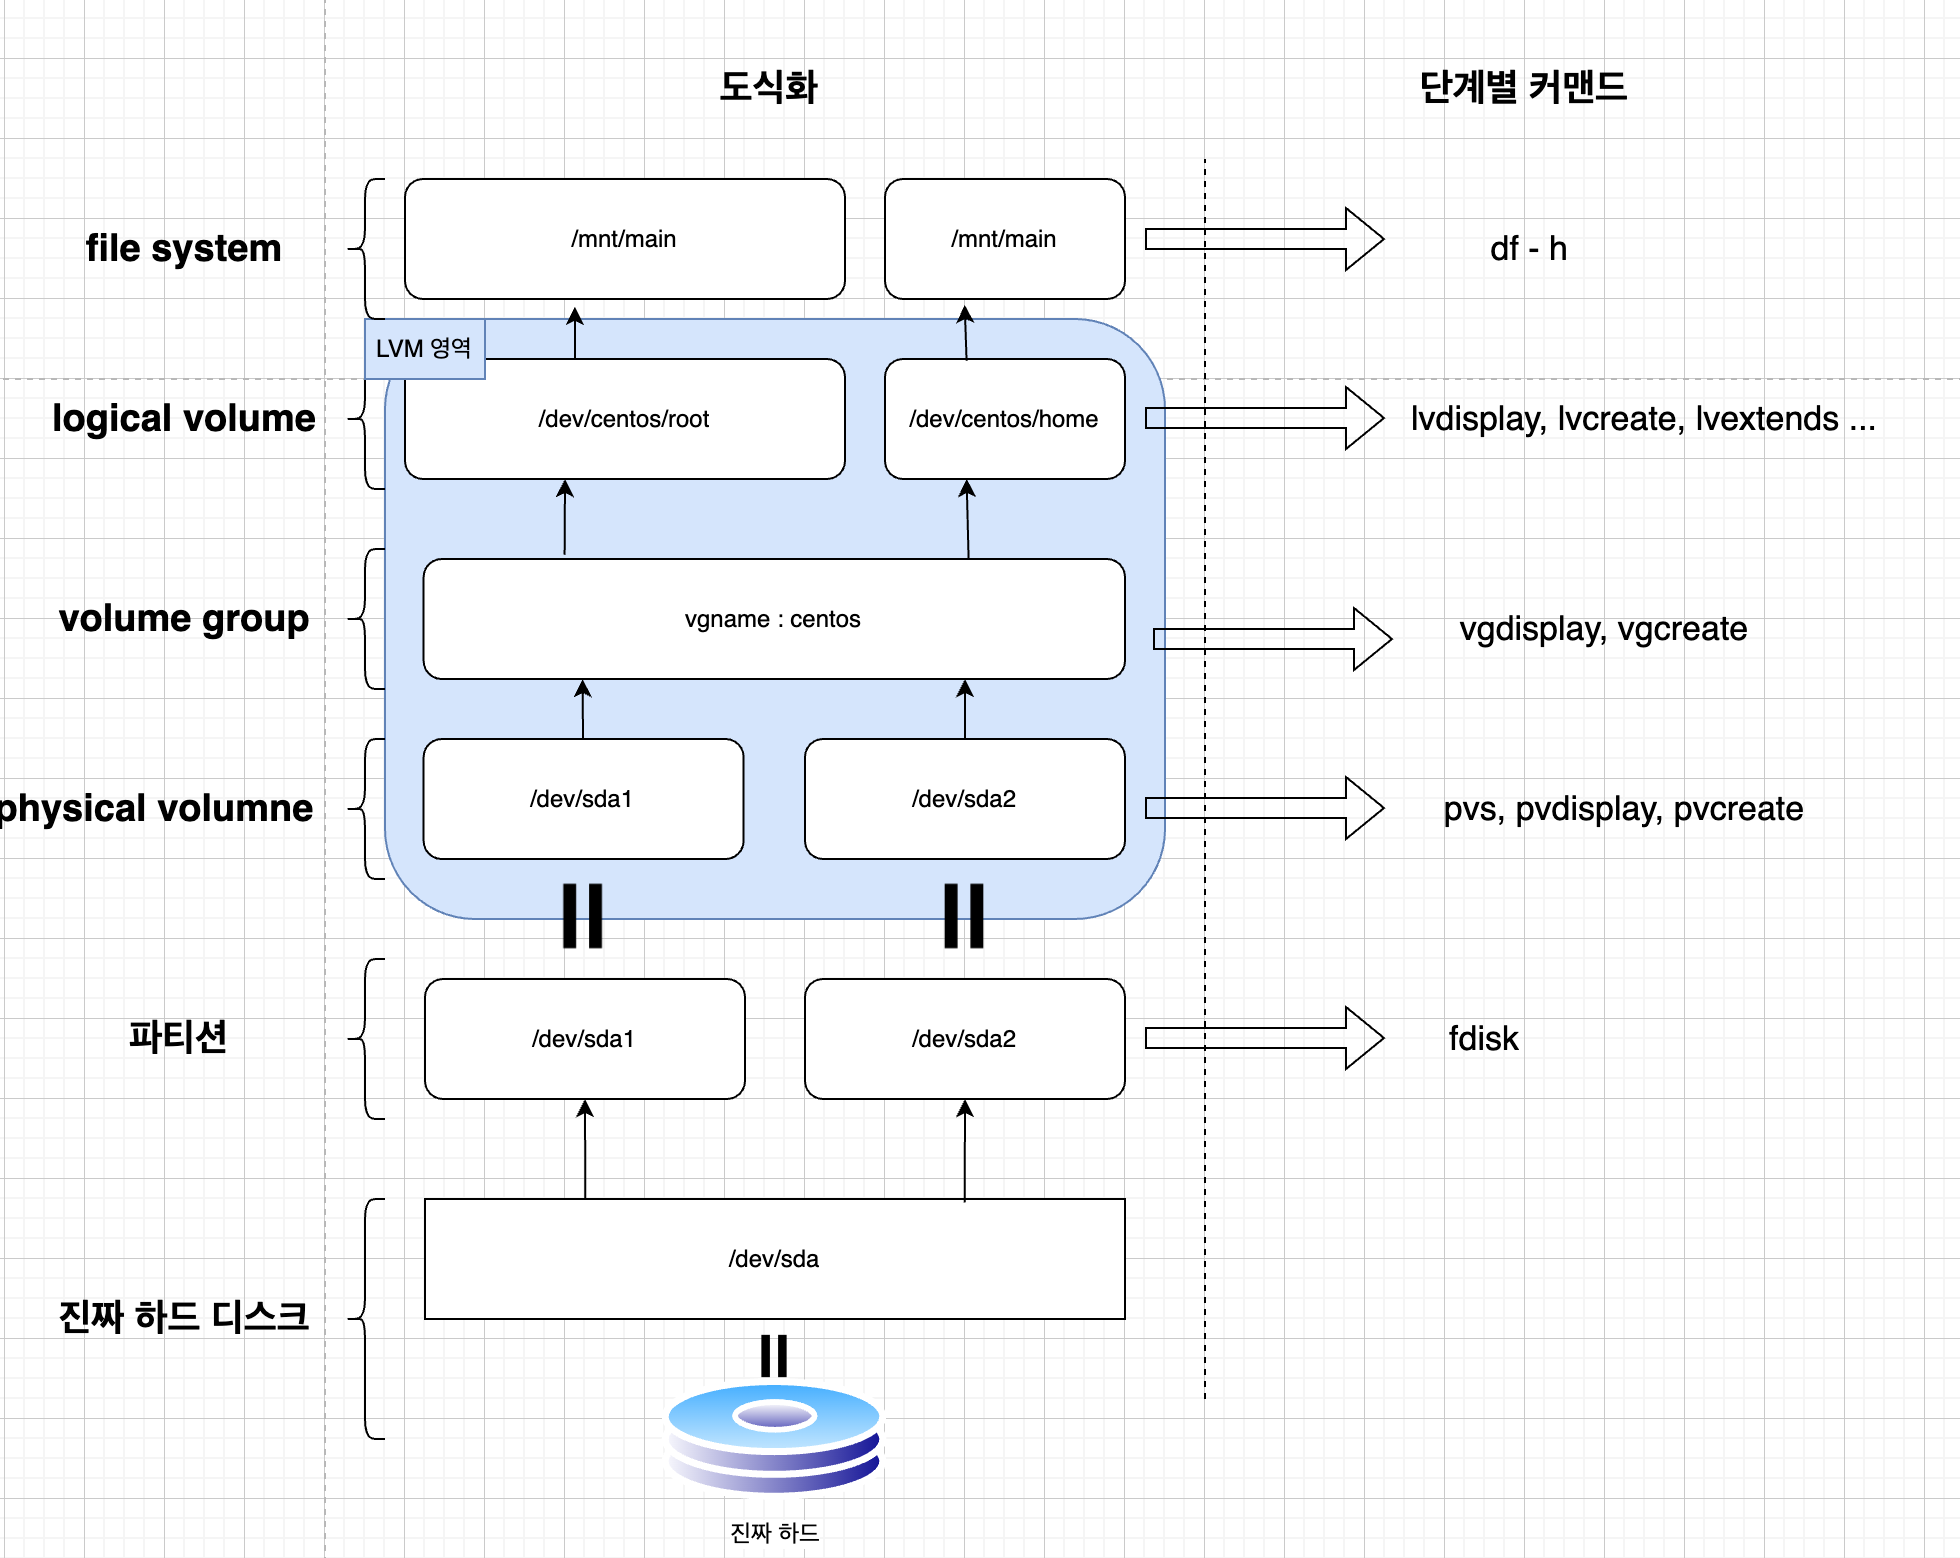 도식화
단계별 커맨드
file system
/mnt/main
/mnt/main
df - h
LVM 영역
logical volume
/dev/centos/root
/dev/centos/home
lvdisplay, lvcreate, lvextends ...
volume group
vgname : centos
vgdisplay, vgcreate
physical volumne
/dev/sda1
/dev/sda2
pvs, pvdisplay, pvcreate
파티션
/dev/sda1
/dev/sda2
fdisk
/dev/sda
진짜 하드 디스크
진짜 하드